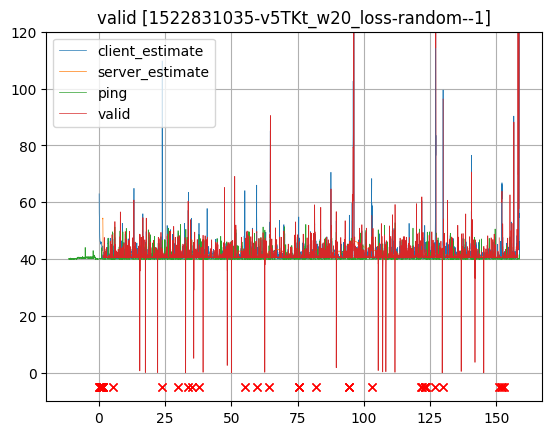 valid [1522831035-v5TKt_w20_loss-random--1]
client_estimate
server_estimate
ping
valid
120
100
80
60
40
20
0
0 25 50 75 100 125 150